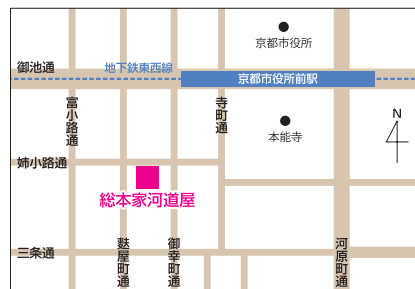 京都市役所
御池通
地下鉄東西線
京都市役所前駅
富小路通
寺町通
本能寺
N
姉小路通
総本家河道屋
三条通
麩屋町通
御幸町通
河原町通